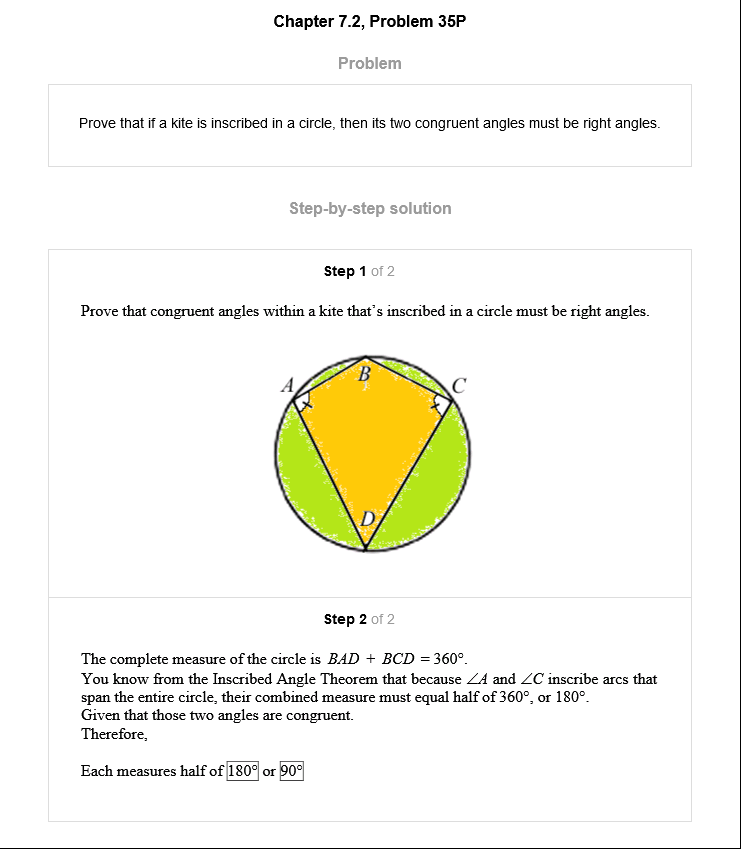 Chapter 7.2, Problem 35P
Problem
Prove that if a kite is inscribed in a circle, then its two congruent angles must be right angles.
Step-by-step solution
Step 1 of 2
Prove that congruent angles within a kite that's inscribed in a circle must be right angles.
A
B
C
D
Step 2 of 2
The complete measure of the circle is BAD + BCD = 360°.
You know from the Inscribed Angle Theorem that because ∠A and ∠C inscribe arcs that
span the entire circle, their combined measure must equal half of 360°, or 180°.
Given that those two angles are congruent.
Therefore,
Each measures half of 180° or 90°